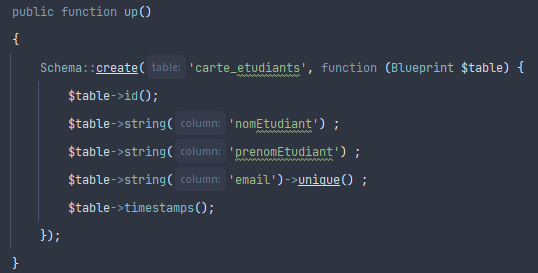 public function up()
{
Schema::create( table: 'carte_etudiants', function (Blueprint $table) {
$table->id();
$table->string( column: 'nomEtudiant') ;
$table->string( column: 'prenomEtudiant') ;
$table->string( column: 'email')->unique() ;
$table->timestamps();
});
}